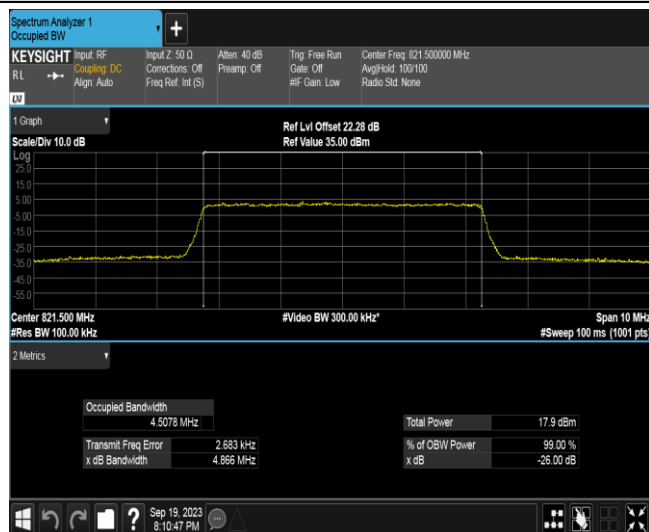 Spectrum Analyzer 1
Occupied BW
KEYSIGHT Input: RF Input Z: 50 Ω Atten: 40 dB Trig: Free Run Center Freq: 821.500000 MHz
RL Coupling: DC Corrections: Off Preamp: Off Gate: Off Avg|Hold: 100/100
Align: Auto Freq Ref: Int (S) #IF Gain: Low Radio Std: None
LXI
1 Graph
Ref Lvl Offset 22.28 dB
Scale/Div 10.0 dB Ref Value 35.00 dBm
Log
25.0
15.0
5.00
-5.00
-15.0
-25.0
-35.0
-45.0
-55.0
Center 821.500 MHz #Video BW 300.00 kHz* Span 10 MHz
#Res BW 100.00 kHz #Sweep 100 ms (1001 pts)
2 Metrics
Occupied Bandwidth
4.5078 MHz Total Power 17.9 dBm
Transmit Freq Error 2.683 kHz % of OBW Power 99.00 %
x dB Bandwidth 4.866 MHz x dB -26.00 dB
? Sep 19, 2023
8:10:47 PM